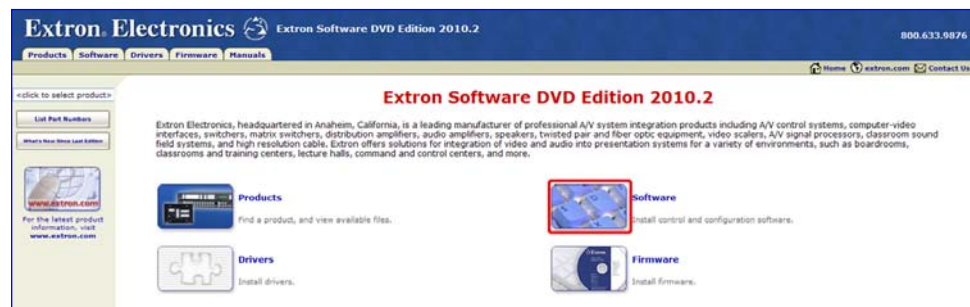 Extron Electronics Extron Software DVD Edition 2010.2
800.633.9876
Products Software Drivers Firmware Manuals
Home extron.com Contact Us
<click to select product>
List Part Numbers
What's New Since Last Edition
www.extron.com
For the latest product
information, visit
www.extron.com
Extron Software DVD Edition 2010.2
Extron Electronics, headquartered in Anaheim, California, is a leading manufacturer of professional A/V system integration products including A/V control systems, computer-video
interfaces, switchers, matrix switchers, distribution amplifiers, audio amplifiers, speakers, twisted pair and fiber optic equipment, video scalers, A/V signal processors, classroom sound
field systems, and high resolution cable. Extron offers solutions for integration of video and audio into presentation systems for a variety of environments, such as boardrooms,
classrooms and training centers, lecture halls, command and control centers, and more.
Products
Find a product, and view available files.
Software
Install control and configuration software.
Drivers
Install drivers.
Firmware
Install firmware.